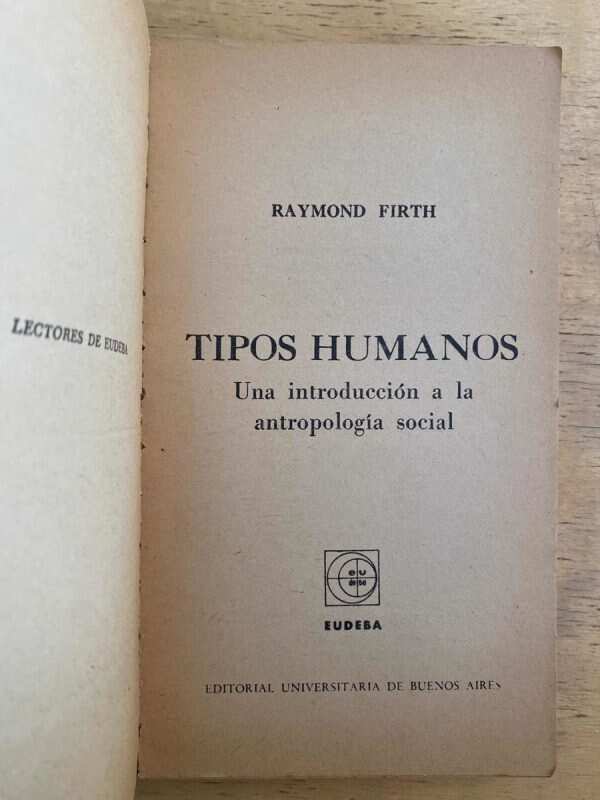 LECTORES DE EUDEBA
RAYMOND FIRTH
TIPOS HUMANOS
Una introducción a la
antropología social
EUDEBA
EDITORIAL UNIVERSITARIA DE BUENOS AIRES